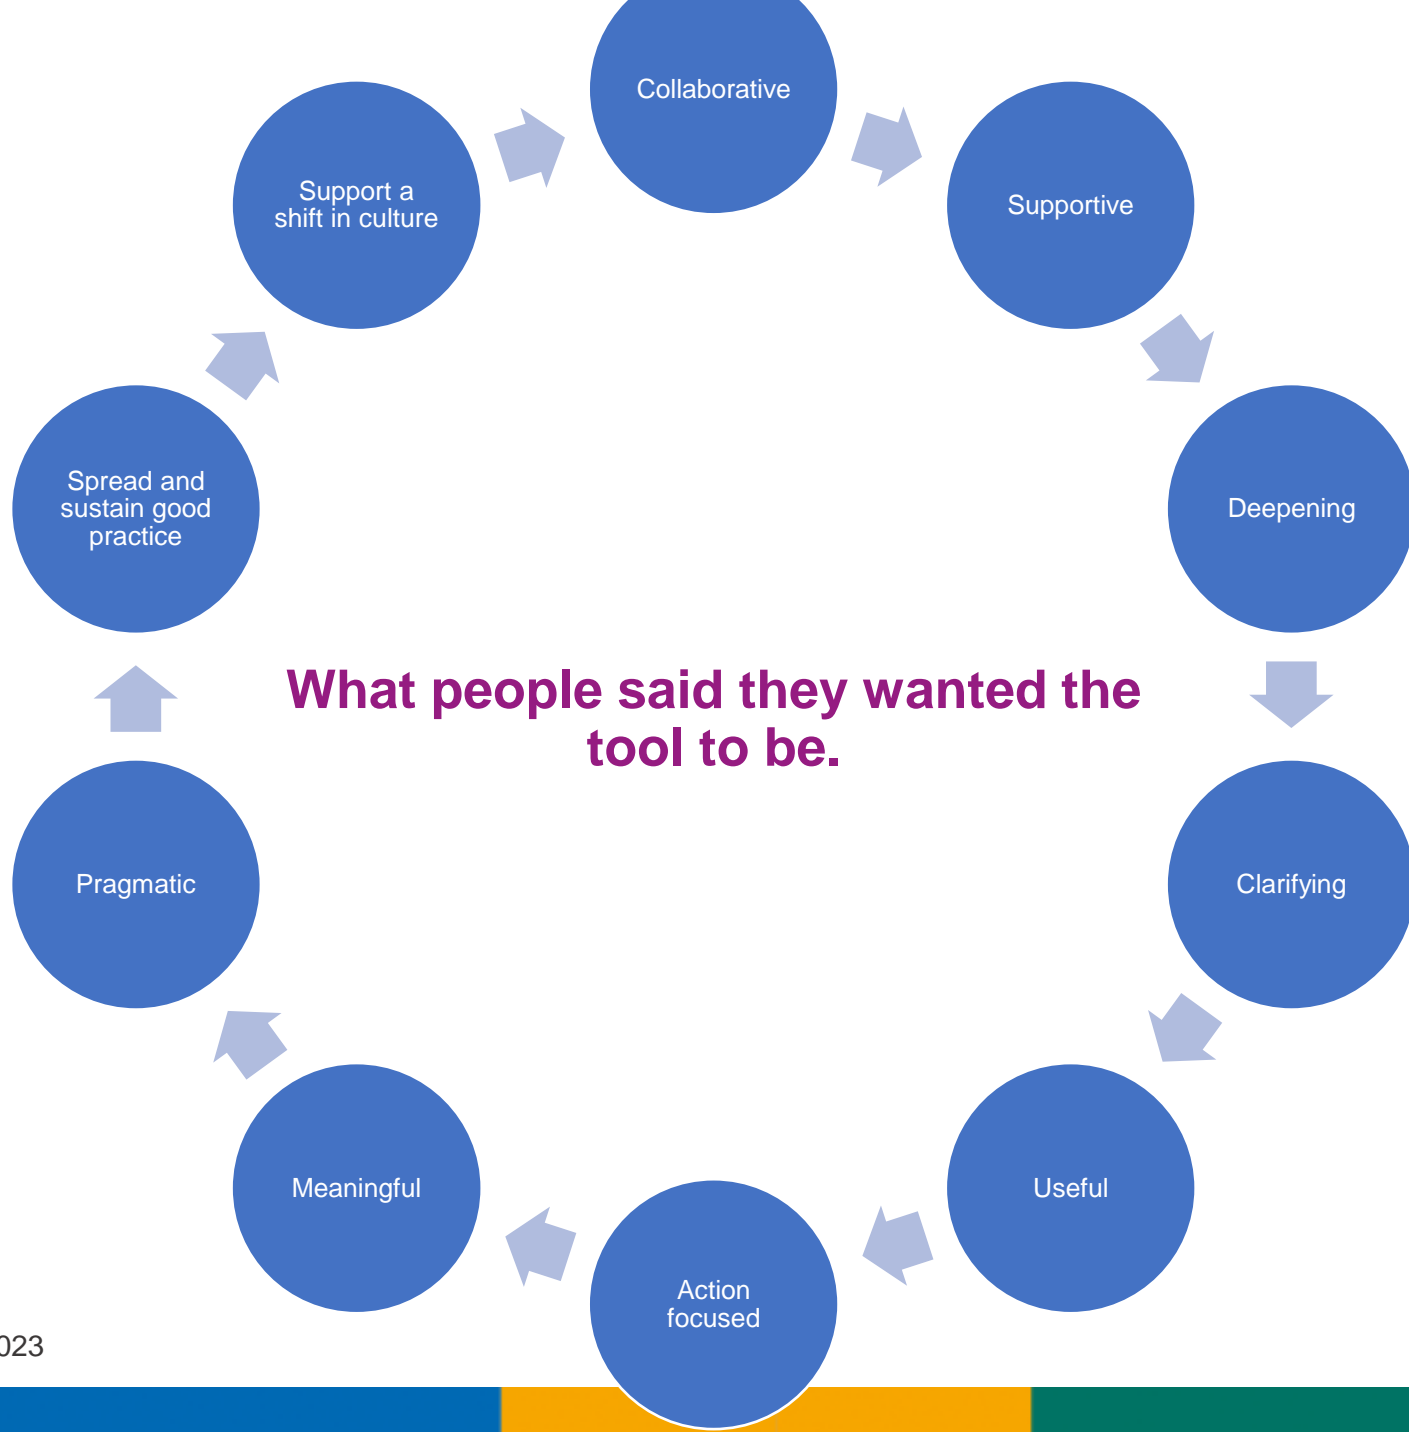 Collaborative
Supportive
Deepening
Clarifying
Useful
Action
focused
Meaningful
Pragmatic
Spread and
sustain good
practice
Support a
shift in culture
What people said they wanted the
tool to be.
023